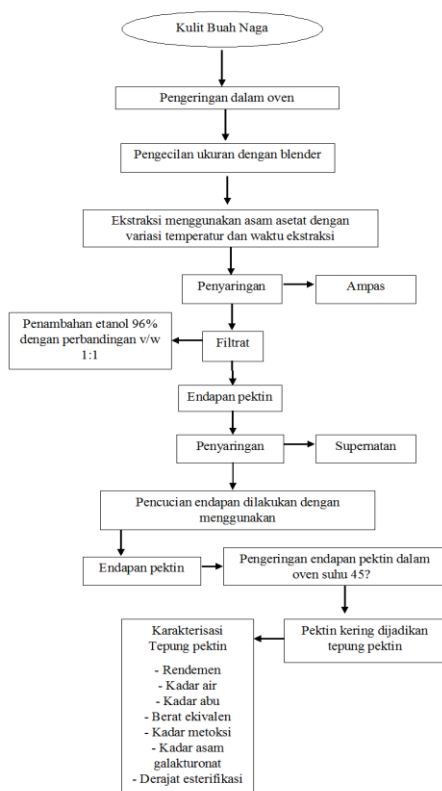 Kulit Buah Naga
Pengeringan dalam oven
Pengecilan ukuran dengan blender
Ekstraksi menggunakan asam asetat dengan
variasi temperatur dan waktu ekstraksi
Penyaringan
Ampas
Penambahan etanol 96%
dengan perbandingan v/w
1:1
Filtrat
Endapan pektin
Penyaringan
Supernatan
Pencucian endapan dilakukan dengan
menggunakan
Endapan pektin
Pengeringan endapan pektin dalam
oven suhu 45?
Pektin kering dijadikan
tepung pektin
Karakterisasi
Tepung pektin
- Rendemen
- Kadar air
- Kadar abu
- Berat ekivalen
- Kadar metoksi
- Kadar asam
galakturonat
- Derajat esterifikasi